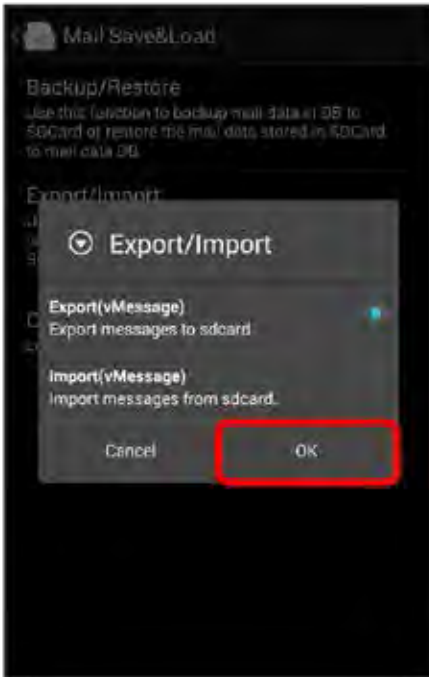 Mail Save&Load
Backup/Restore
Use this function to backup mail data in DB to
SDCard or restore the mail data stored in SDCard
to mail data DB.
Export/Import
Export/Import
Export(vMessage)
Export messages to sdcard
Import(vMessage)
Import messages from sdcard.
Cancel
OK